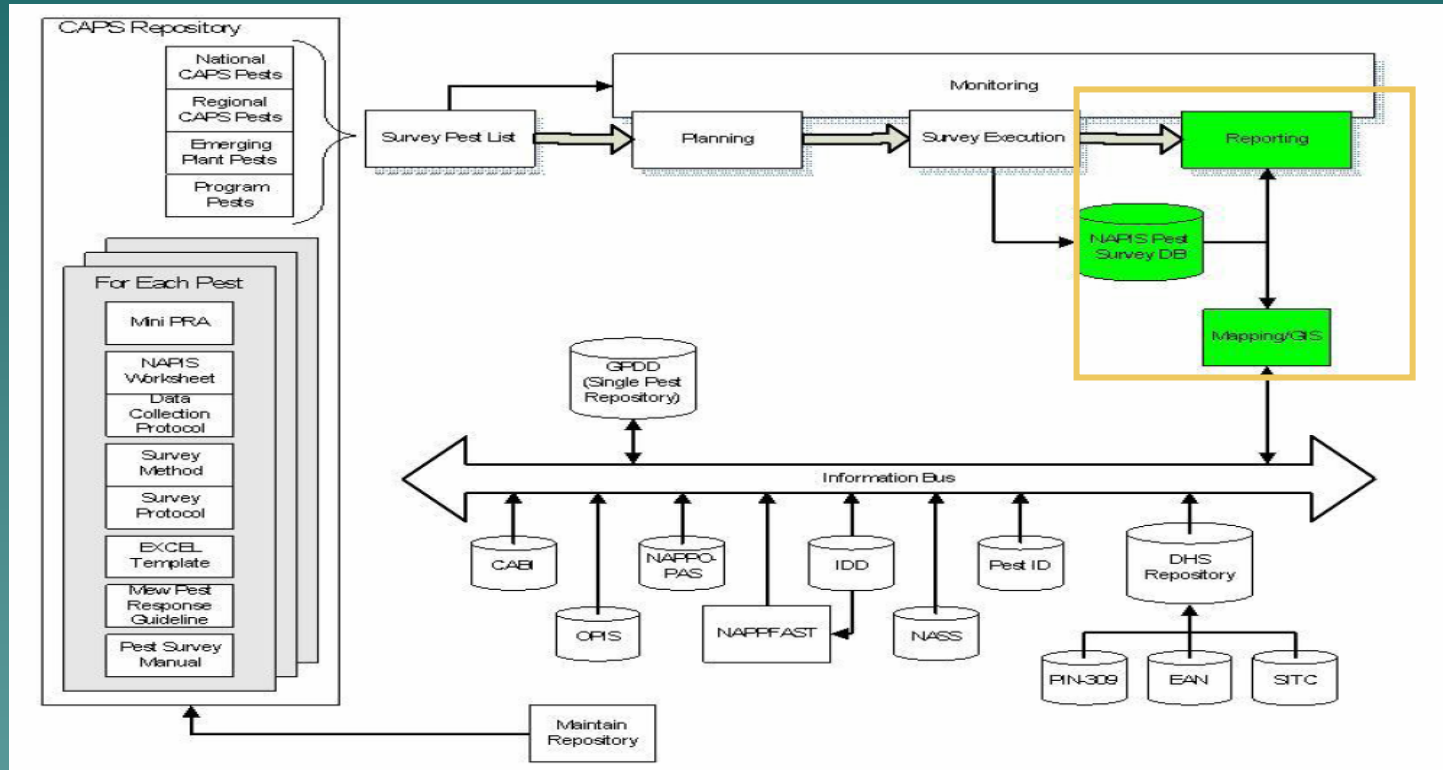 CAPS Repository
National
CAPS Pests
Regional
CAPS Pests
Emerging
Plant Pests
Program
Pests
Survey Pest List
Monitoring
Planning
Survey Execution
Reporting
NAPIS Pest
Survey DB
Mapping/GIS
For Each Pest
Mini PRA
NAPIS
Worksheet
Data
Collection
Protocol
Survey
Method
Survey
Protocol
EXCEL
Template
Mew Pest
Response
Guideline
Pest Survey
Manual
GPDD
(Single Pest
Repository)
Information Bus
CABI
OPIS
NAPPO-
PAS
NAPPFAST
IDD
NASS
Pest ID
DHS
Repository
PIN-309
EAN
SITC
Maintain
Repository